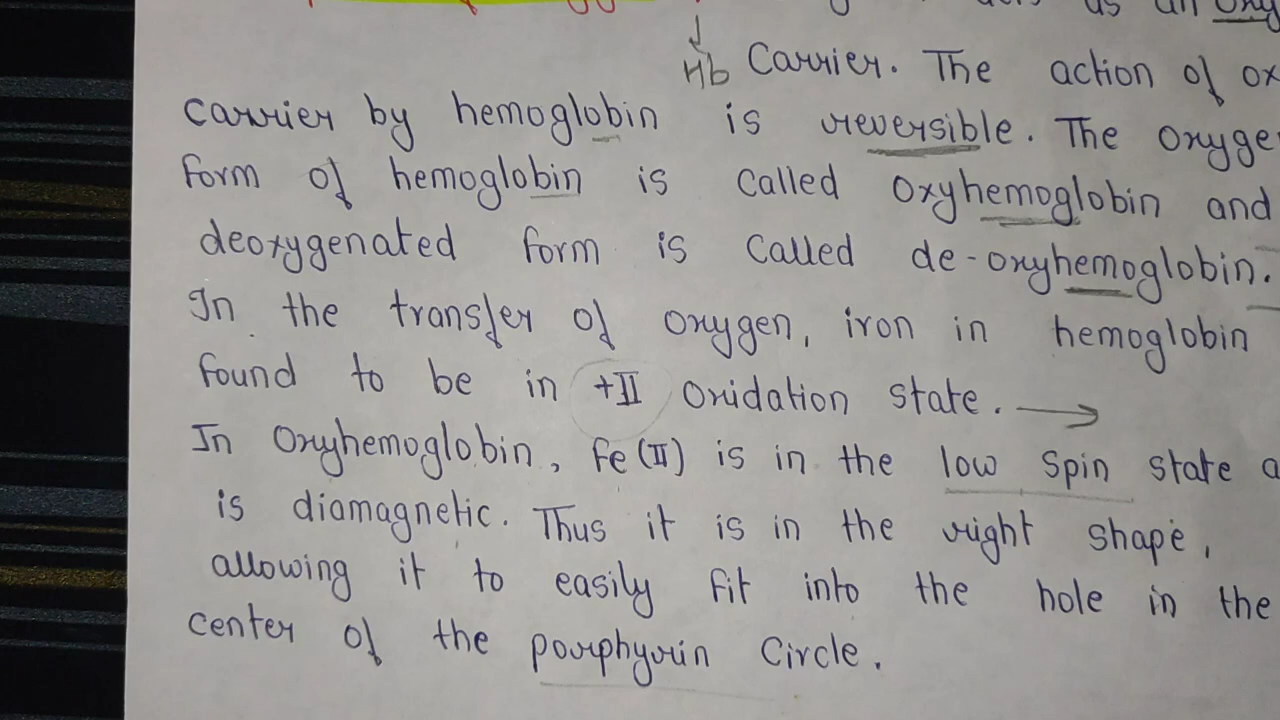 as an oxy
Hb Carrier. The action of ox
carrier by hemoglobin is reversible. The oxyge
form of hemoglobin is called oxyhemoglobin and
deoxygenated form is called de-oxyhemoglobin.
In the transfer of oxygen, iron in hemoglobin
found to be in +II oxidation state. →
In Oxyhemoglobin, Fe(II) is in the low spin state a
is diamagnetic. Thus it is in the right shape,
allowing it to easily fit into the hole in the
center of the porphyrin Circle.